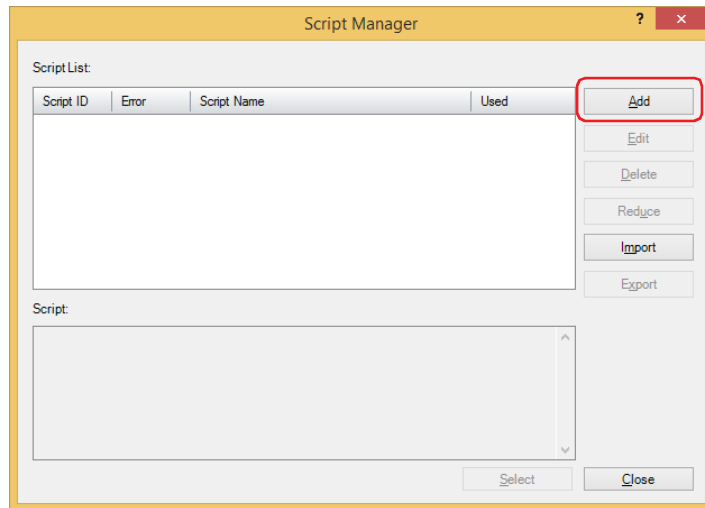 Script Manager
?
Script List:
Script ID Error Script Name Used
Add
Edit
Delete
Reduce
Import
Export
Script:
Select Close